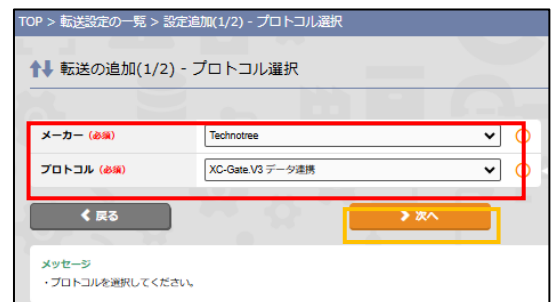 TOP > 転送設定の一覧 > 設定追加(1/2) - プロトコル選択
転送の追加(1/2) - プロトコル選択
メーカー (必須) Technotree
プロトコル (必須) XC-Gate.V3 データ連携
戻る 次へ
メッセージ
・プロトコルを選択してください。